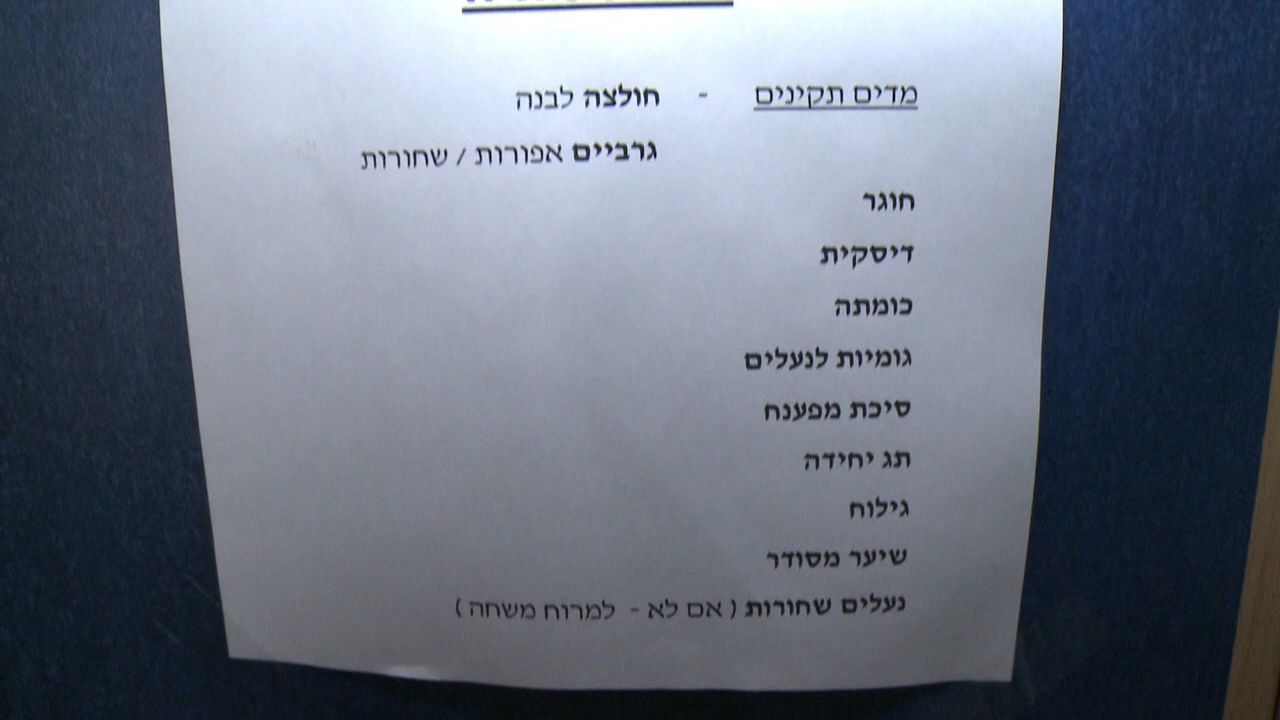 מדים תקינים - חולצה לבנה
גרביים אפורות / שחורות
חוגר
דיסקית
כומתה
גומיות לנעלים
סיכת מפענח
תג יחידה
גילוח
שיער מסודר
נעלים שחורות ( אם לא - למרוח משחה )